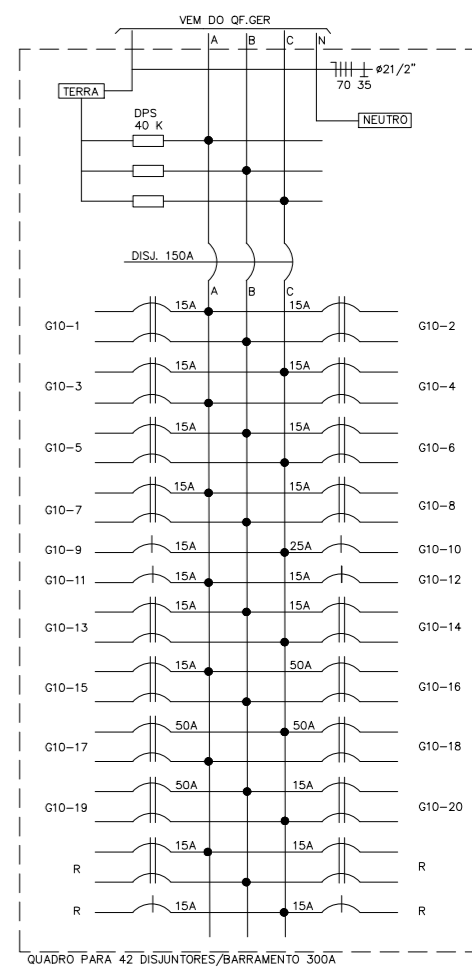 VEM DO QF.GER
A B C N
ø21/2"
70 35
TERRA
NEUTRO
DPS
40 K
DISJ. 150A
A B C
15A 15A
G10-1 G10-2
15A 15A
G10-3 G10-4
15A 15A
G10-5 G10-6
15A 15A
G10-7 G10-8
G10-9 15A 25A G10-10
G10-11 15A 15A G10-12
15A 15A
G10-13 G10-14
15A 50A
G10-15 G10-16
50A 50A
G10-17 G10-18
50A 15A
G10-19 G10-20
15A 15A
R R
R 15A 15A R
QUADRO PARA 42 DISJUNTORES/BARRAMENTO 300A